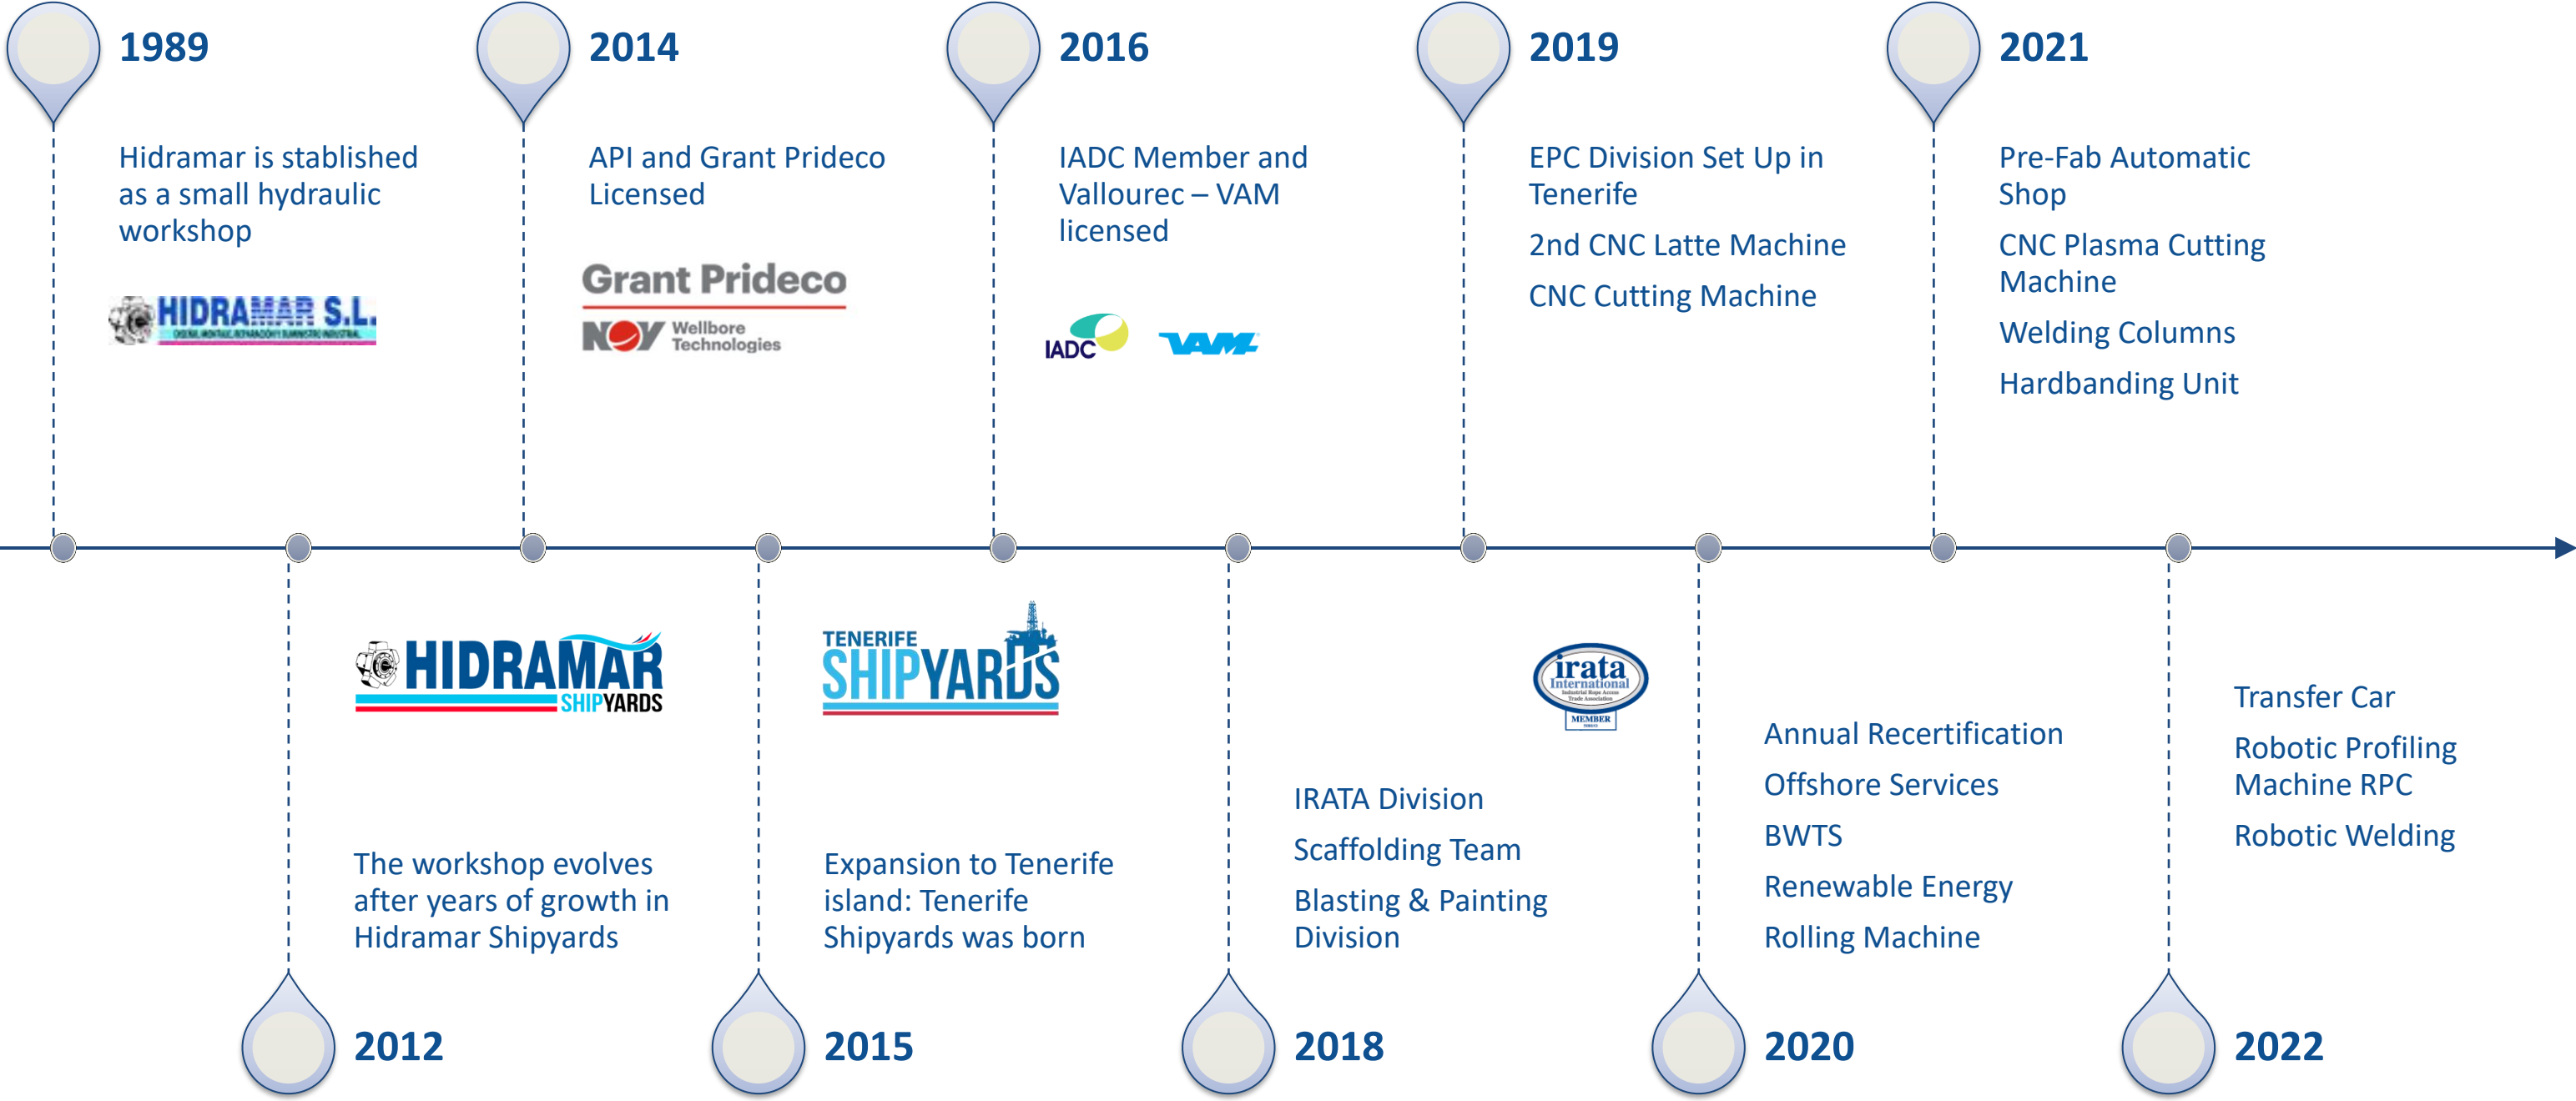 1989
Hidramar is stablished
as a small hydraulic
workshop
HIDRAMAR S.L.
2014
API and Grant Prideco
Licensed
Grant Prideco
NOV Wellbore
Technologies
2016
IADC Member and
Vallourec – VAM
licensed
IADC
VAM
2019
EPC Division Set Up in
Tenerife
2nd CNC Latte Machine
CNC Cutting Machine
2021
Pre-Fab Automatic
Shop
CNC Plasma Cutting
Machine
Welding Columns
Hardbanding Unit
HIDRAMAR
SHIPYARDS
The workshop evolves
after years of growth in
Hidramar Shipyards
2012
TENERIFE
SHIPYARDS
Expansion to Tenerife
island: Tenerife
Shipyards was born
2015
irata
International
Industrial Rope Access
Trade Association
MEMBER
IRATA Division
Scaffolding Team
Blasting & Painting
Division
2018
Annual Recertification
Offshore Services
BWTS
Renewable Energy
Rolling Machine
2020
Transfer Car
Robotic Profiling
Machine RPC
Robotic Welding
2022